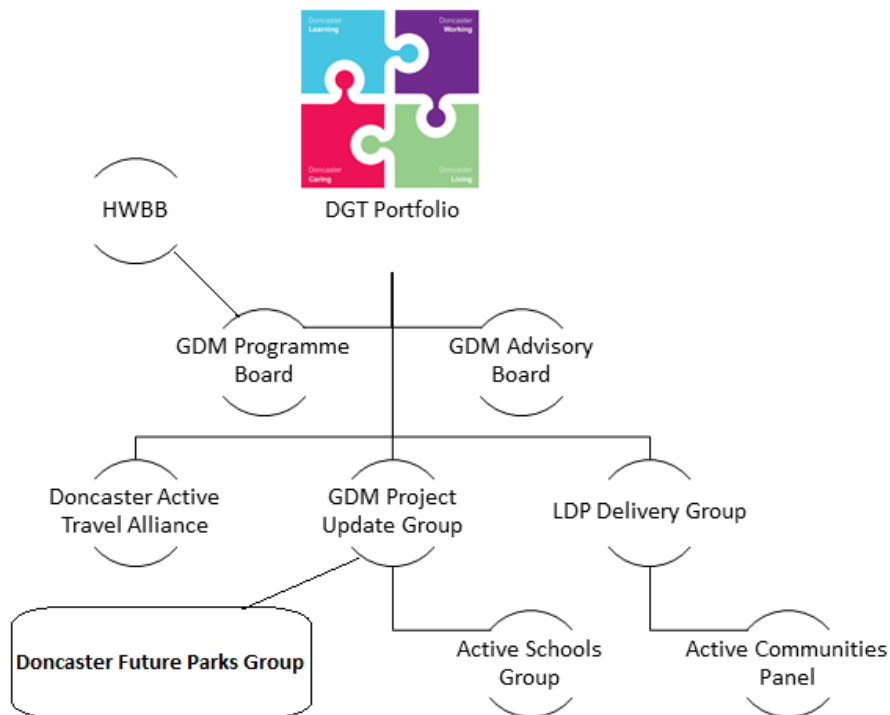 Doncaster
Learning
Doncaster
Working
Doncaster
Caring
Doncaster
Living
HWBB
DGT Portfolio
GDM Programme
Board
GDM Advisory
Board
Doncaster Active
Travel Alliance
GDM Project
Update Group
LDP Delivery Group
Doncaster Future Parks Group
Active Schools
Group
Active Communities
Panel